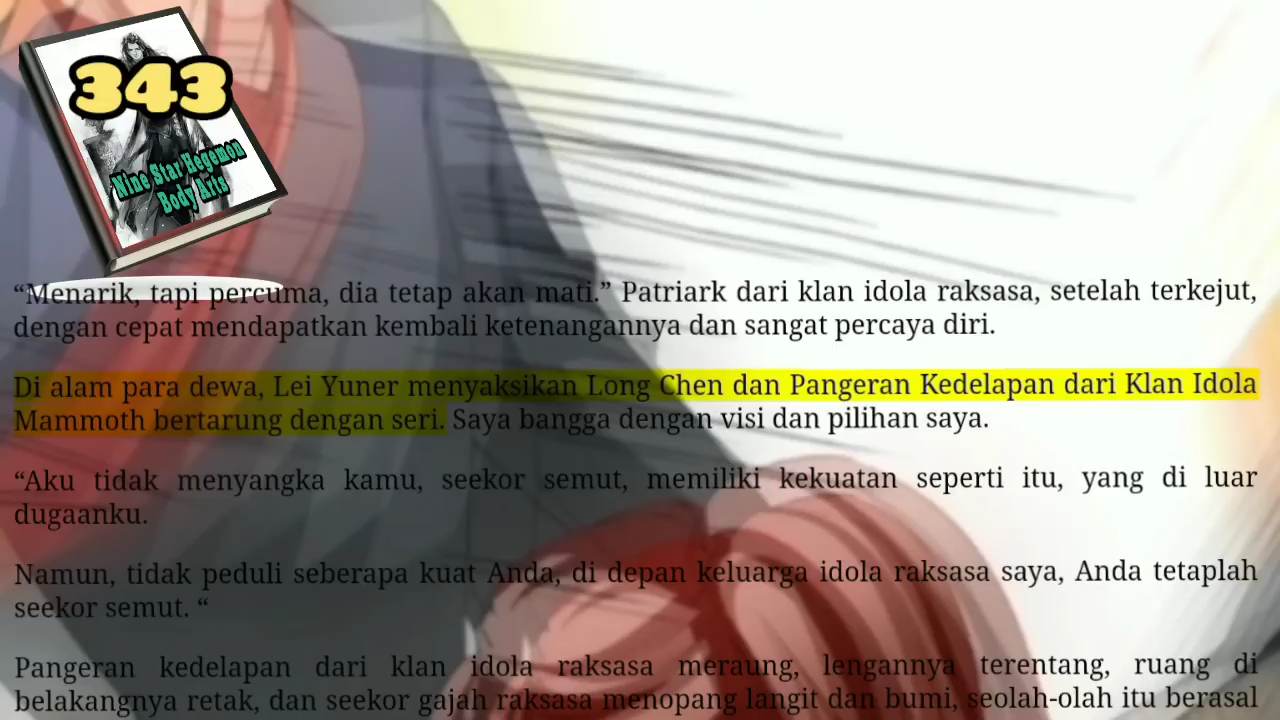 343
Nine Star Hegemon
Body Arts
“Menarik, tapi percuma, dia tetap akan mati.” Patriark dari klan idola raksasa, setelah terkejut,
dengan cepat mendapatkan kembali ketenangannya dan sangat percaya diri.
Di alam para dewa, Lei Yuner menyaksikan Long Chen dan Pangeran Kedelapan dari Klan Idola
Mammoth bertarung dengan seri. Saya bangga dengan visi dan pilihan saya.
“Aku tidak menyangka kamu, seekor semut, memiliki kekuatan seperti itu, yang di luar
dugaanku.
Namun, tidak peduli seberapa kuat Anda, di depan keluarga idola raksasa saya, Anda tetaplah
seekor semut. “
Pangeran kedelapan dari klan idola raksasa meraung, lengannya terentang, ruang di
belakangnya retak, dan seekor gajah raksasa menopang langit dan bumi, seolah-olah itu berasal